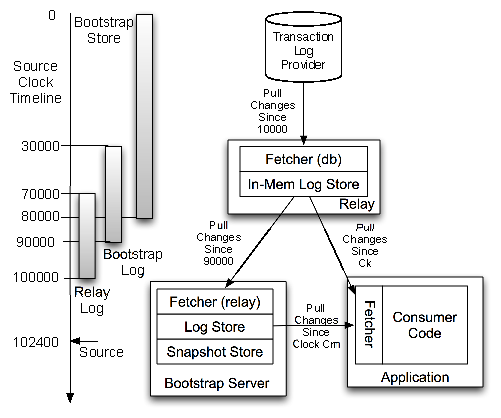 0
Bootstrap
Store
Source
Clock
Timeline
30000
70000
80000
90000
Bootstrap
Log
100000
Relay
Log
102400
Source
Transaction
Log
Provider
Pull
Changes
Since
10000
Fetcher (db)
In-Mem Log Store
Relay
Pull
Changes
Since
90000
Pull
Changes
Since
Ck
Fetcher (relay)
Log Store
Snapshot Store
Bootstrap Server
Pull
Changes
Since
Clock Crn
Fetcher
Consumer
Code
Application